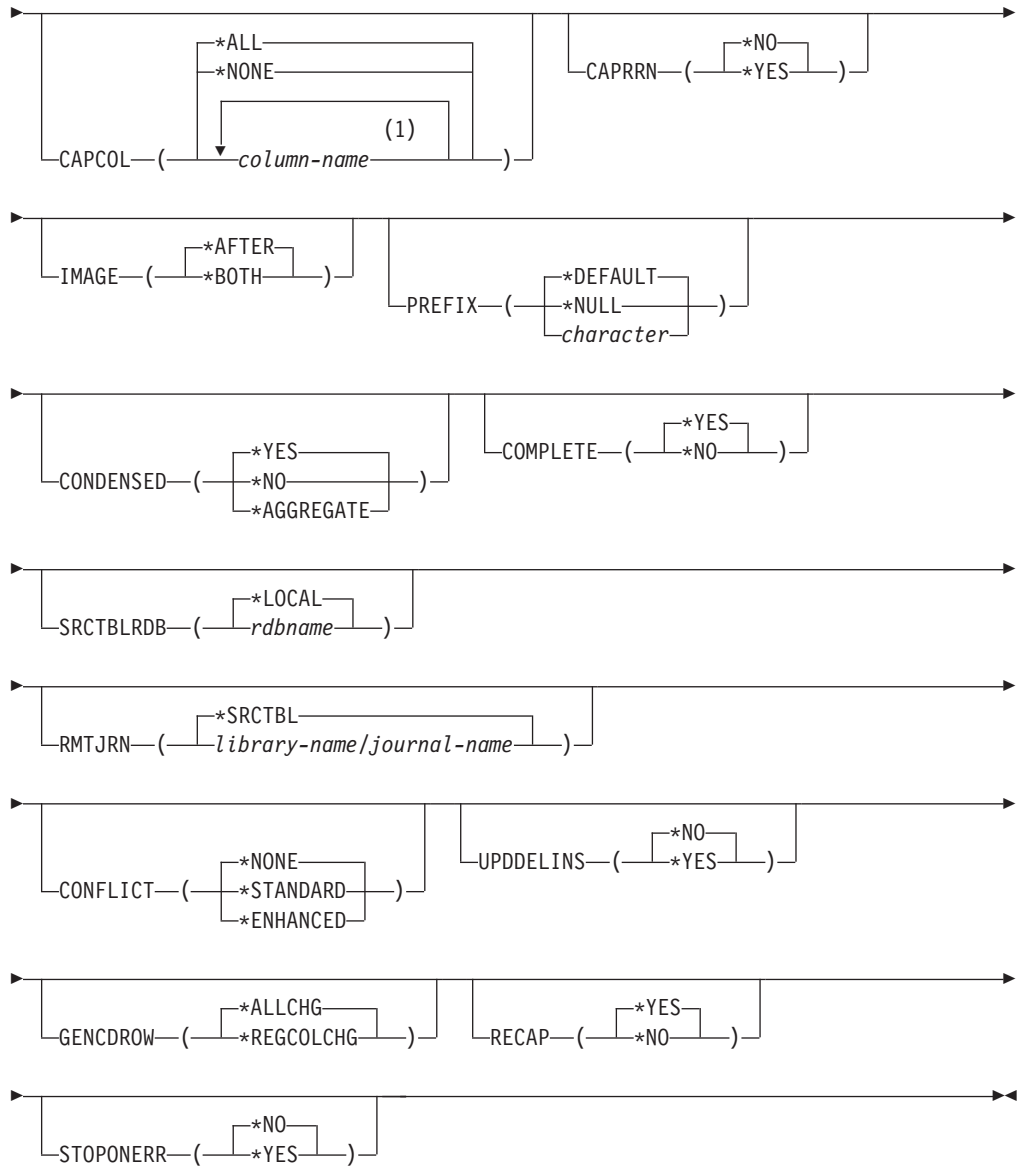 *ALL *NO
*NONE CAPRRN ( *YES )
(1)
CAPCOL ( column-name )
*AFTER *DEFAULT
IMAGE ( *BOTH ) PREFIX ( *NULL )
character
*YES *YES
COMPLETE ( *NO )
CONDENSED ( *NO )
*AGGREGATE
*LOCAL
SRCTBLRDB ( rdbname )
*SRCTBL
RMTJRN ( library-name/journal-name )
*NONE *NO
CONFLICT ( *STANDARD ) UPDDELINS ( *YES )
*ENHANCED
*ALLCHG *YES
GENCDROW ( *REGCOLCHG ) RECAP ( *NO )
*NO
STOPONERR ( *YES )